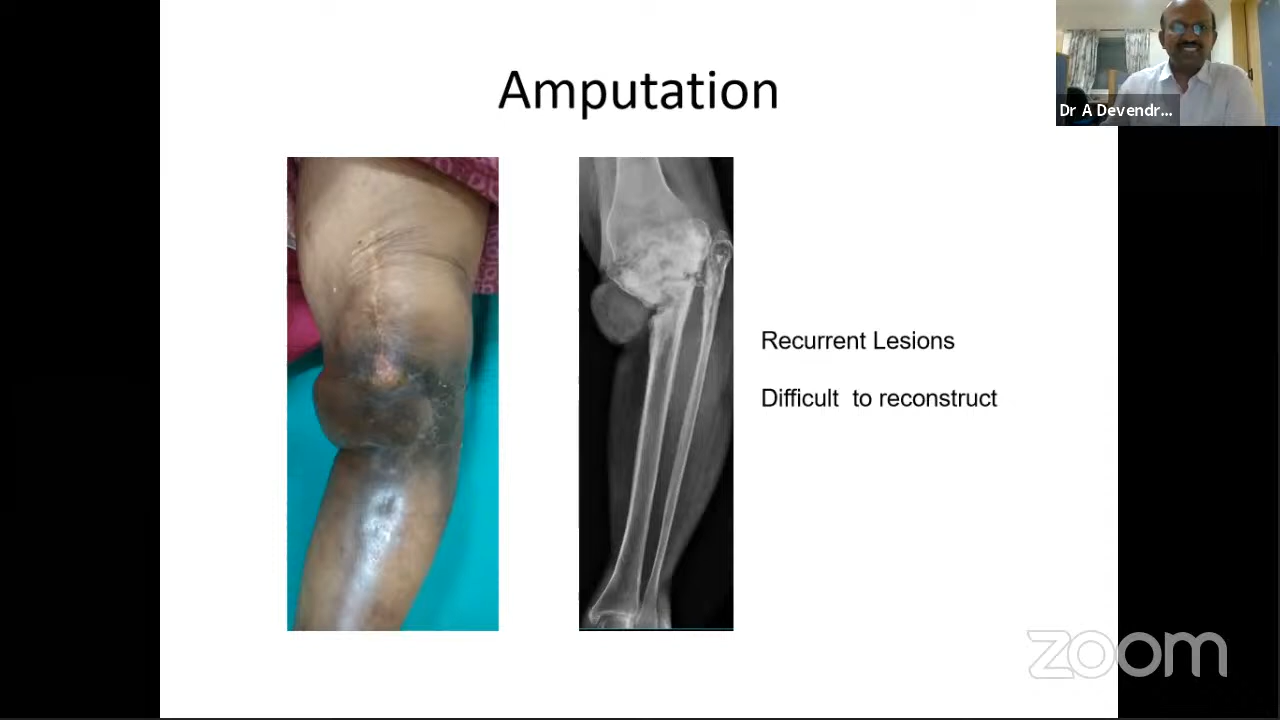 Amputation
Dr A Devendr...
Recurrent Lesions
Difficult to reconstruct
zoom